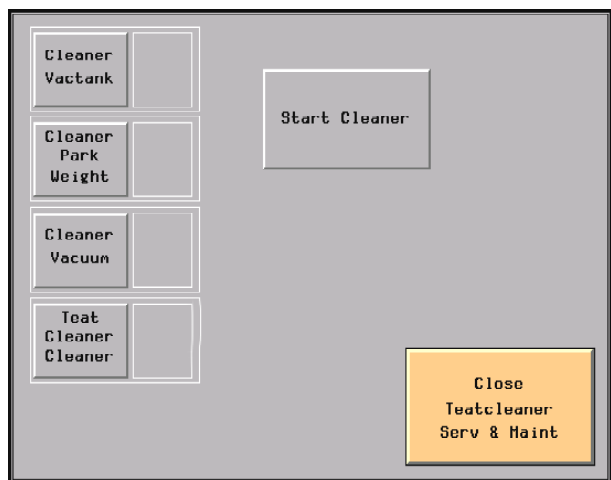 Cleaner
Vactank
Start Cleaner
Cleaner
Park
Weight
Cleaner
Vacuum
Teat
Cleaner
Cleaner
Close
Teatcleaner
Serv & Maint